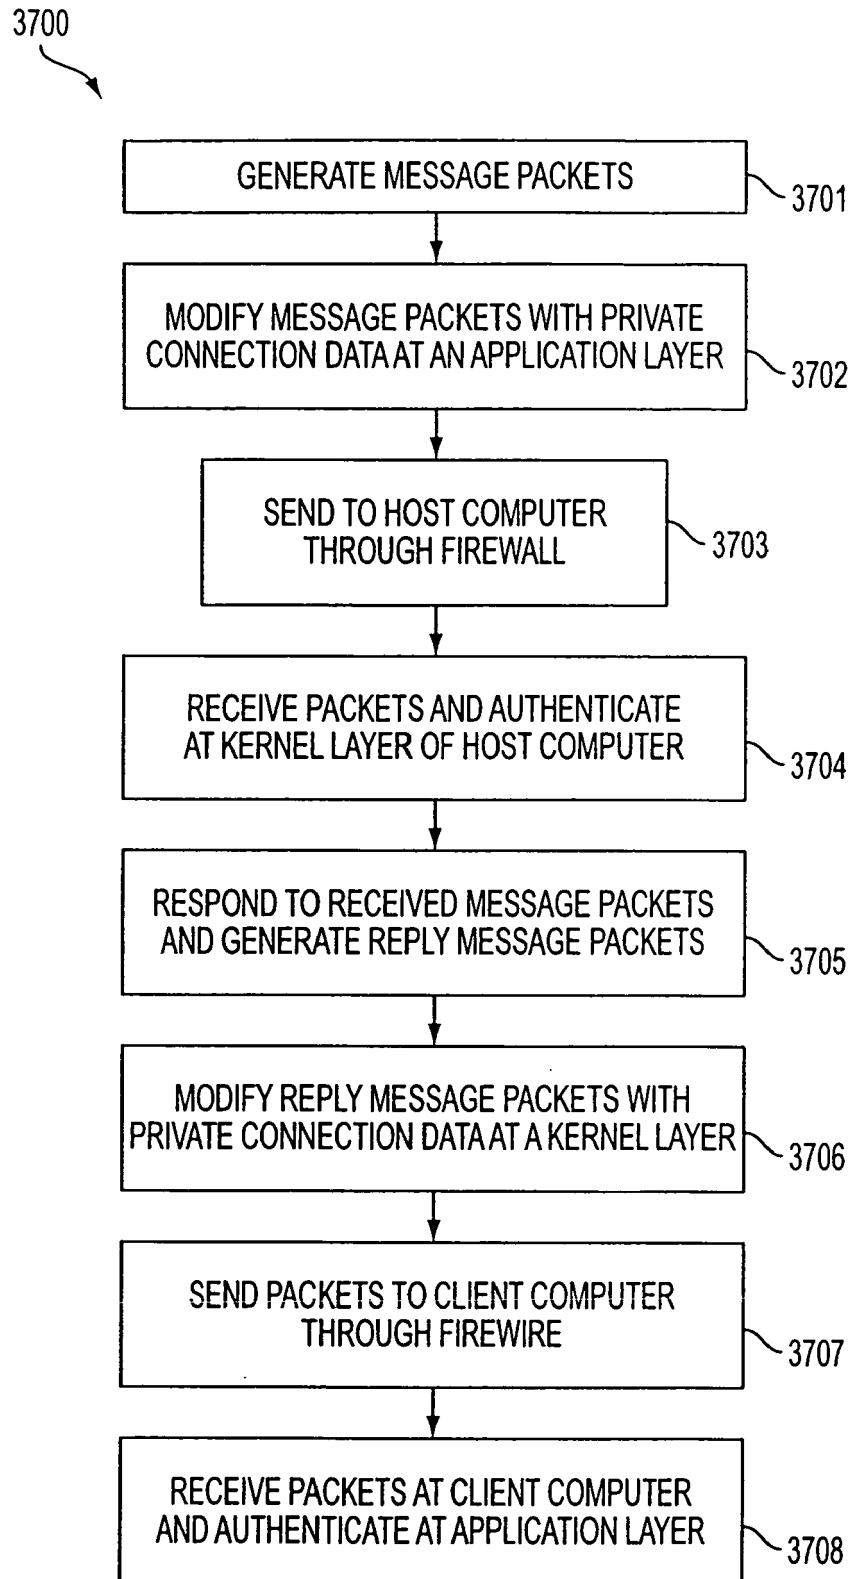 3700
GENERATE MESSAGE PACKETS
3701
MODIFY MESSAGE PACKETS WITH PRIVATE
CONNECTION DATA AT AN APPLICATION LAYER
3702
SEND TO HOST COMPUTER
THROUGH FIREWALL
3703
RECEIVE PACKETS AND AUTHENTICATE
AT KERNEL LAYER OF HOST COMPUTER
3704
RESPOND TO RECEIVED MESSAGE PACKETS
AND GENERATE REPLY MESSAGE PACKETS
3705
MODIFY REPLY MESSAGE PACKETS WITH
PRIVATE CONNECTION DATA AT A KERNEL LAYER
3706
SEND PACKETS TO CLIENT COMPUTER
THROUGH FIREWIRE
3707
RECEIVE PACKETS AT CLIENT COMPUTER
AND AUTHENTICATE AT APPLICATION LAYER
3708